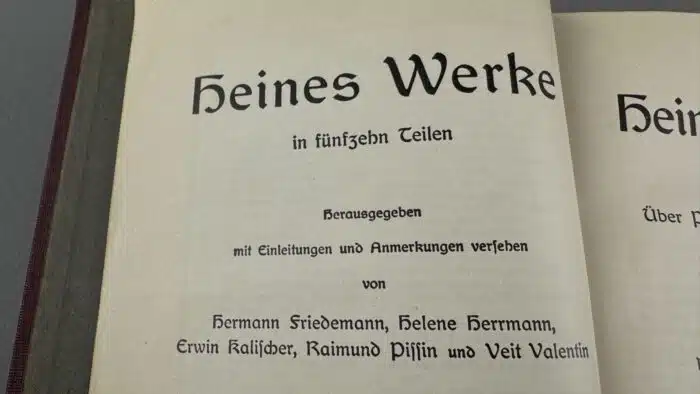 Heines Werke
in fünfzehn Teilen
Herausgegeben
mit Einleitungen und Anmerkungen verſehen
von
Hermann Friedemann, Helene Herrmann,
Erwin Kaliſcher, Raimund Piſſin und Veit Valentin
Über